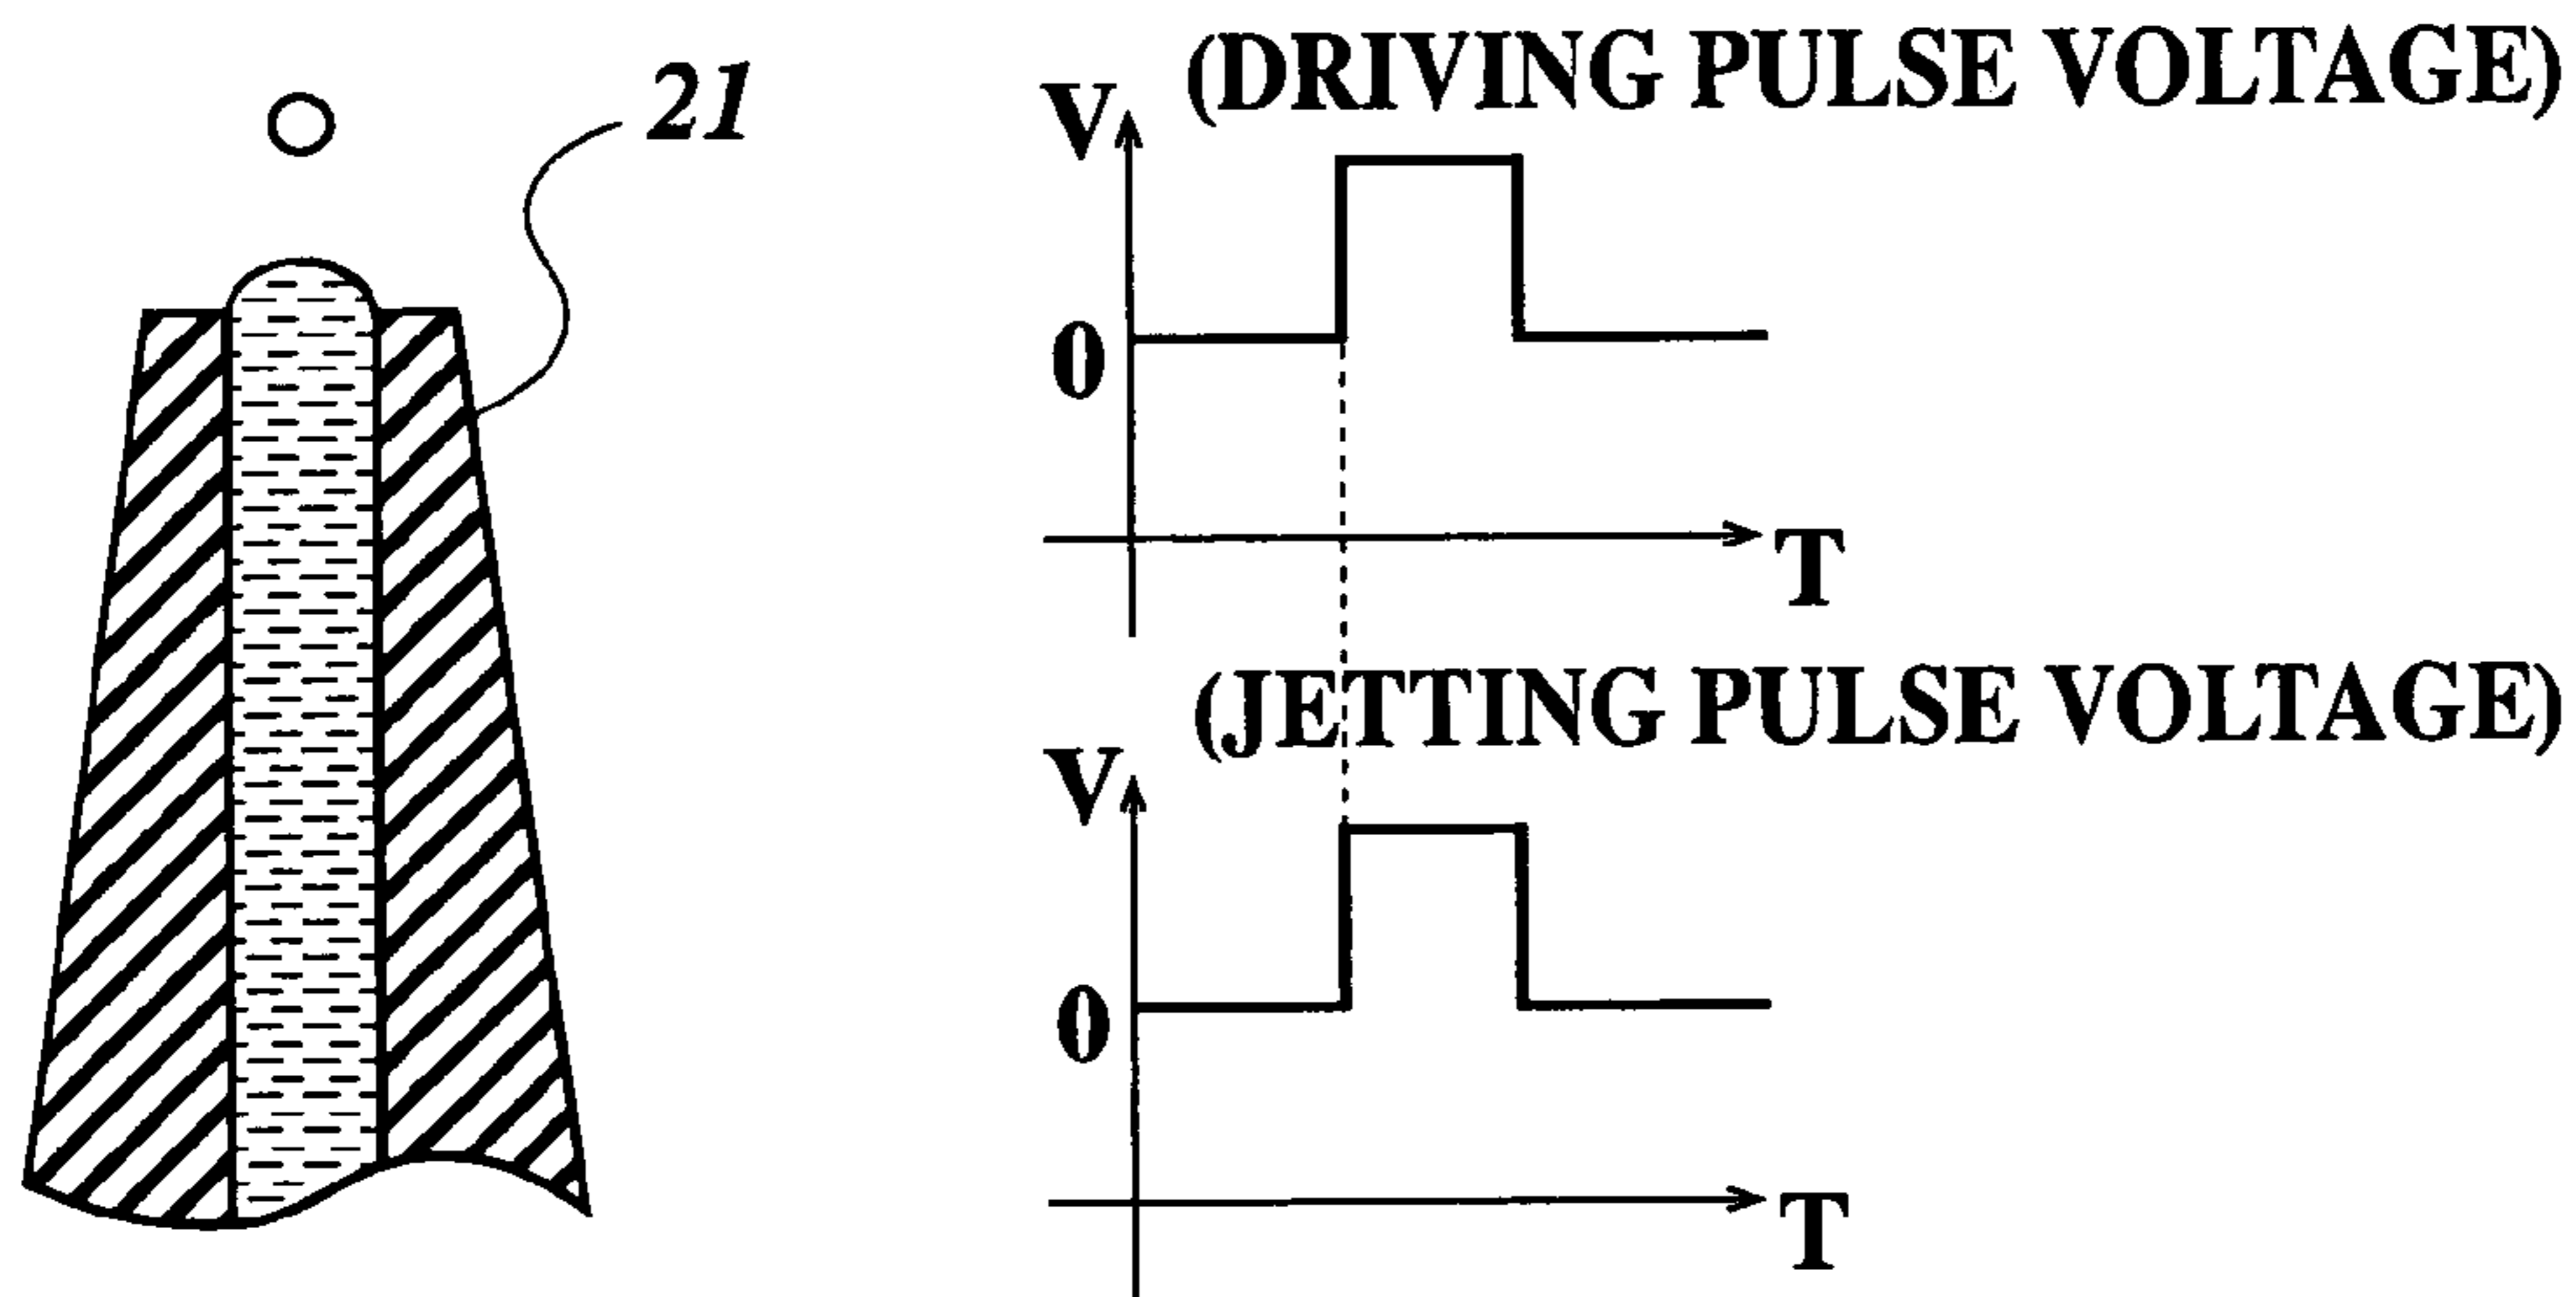 21
(DRIVING PULSE VOLTAGE)
V
0
T
(JETTING PULSE VOLTAGE)
V
0
T